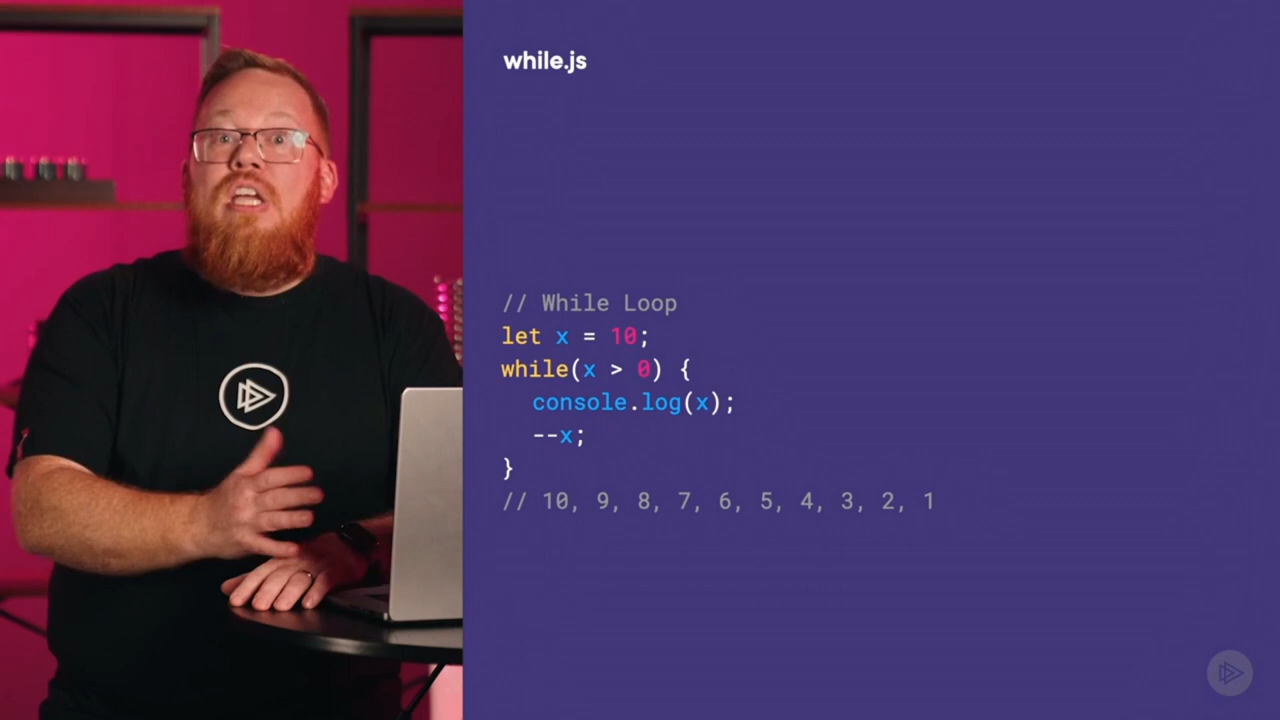 while.js
// While Loop
let x = 10;
while(x > 0) {
  console.log(x);
  --x;
}
// 10, 9, 8, 7, 6, 5, 4, 3, 2, 1